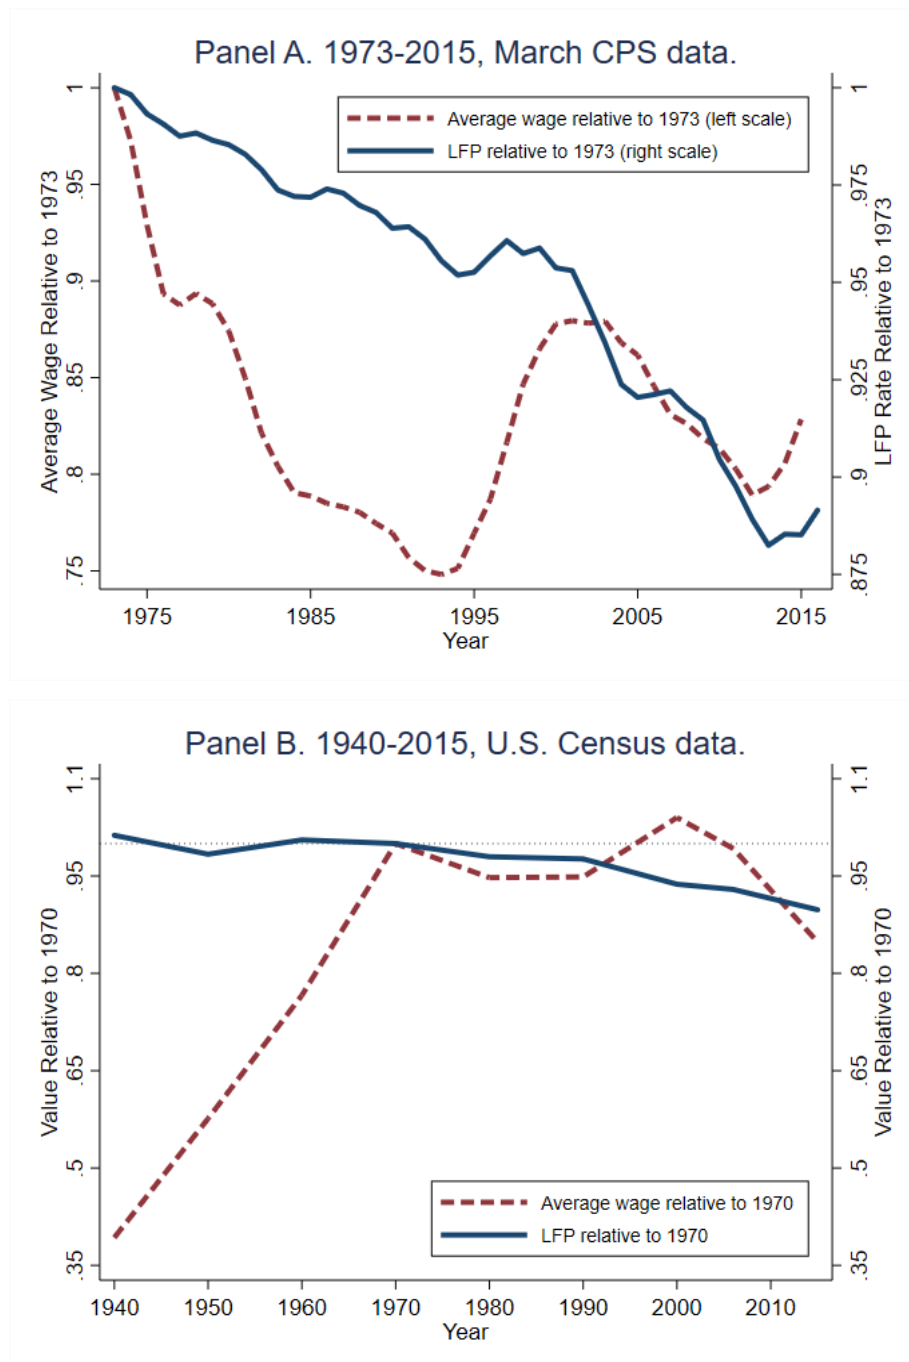 Panel A. 1973-2015, March CPS data.
Average wage relative to 1973 (left scale)
LFP relative to 1973 (right scale)
Average Wage Relative to 1973
1
.95
.9
.85
.8
.75
LFP Rate Relative to 1973
1
.975
.95
.925
.9
.875
1975 1985 1995 2005 2015
Year
Panel B. 1940-2015, U.S. Census data.
Value Relative to 1970
1.1
.95
.8
.65
.5
.35
Value Relative to 1970
1.1
.95
.8
.65
.5
.35
Average wage relative to 1970
LFP relative to 1970
1940 1950 1960 1970 1980 1990 2000 2010
Year